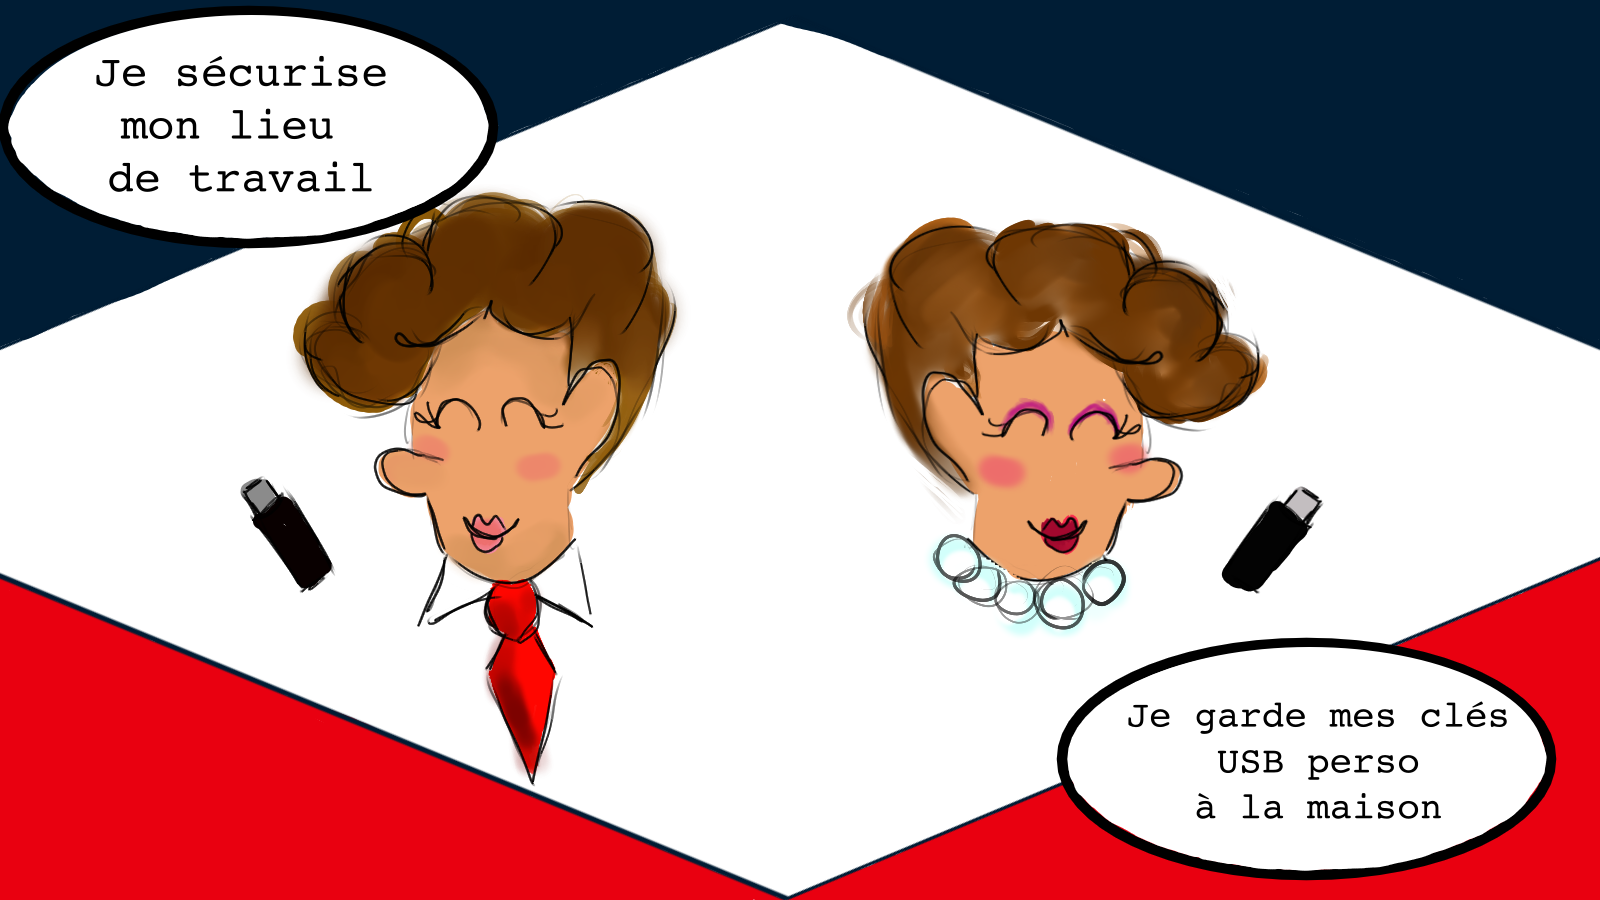 Je sécurise
mon lieu
de travail
Je garde mes clés
USB perso
à la maison